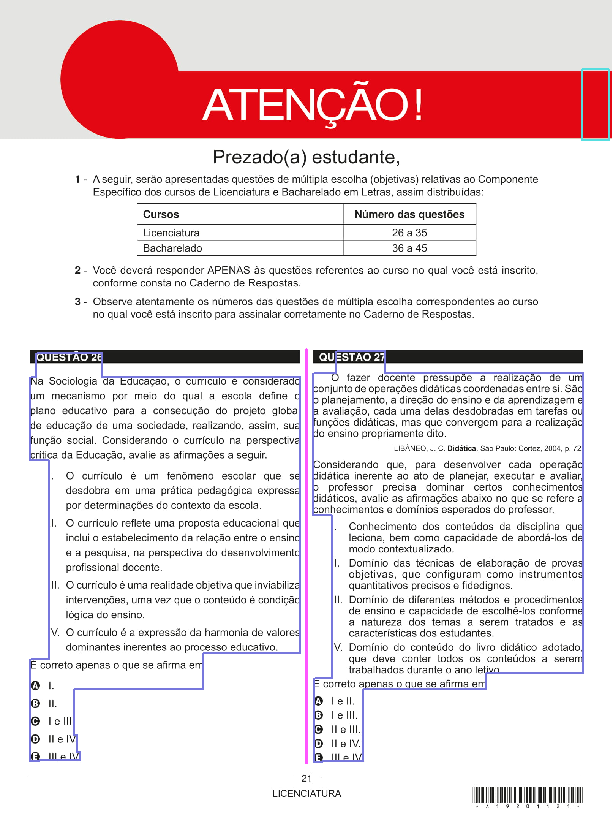 ATENÇÃO!
Prezado(a) estudante,
1 - A seguir, serão apresentadas questões de múltipla escolha (objetivas) relativas ao Componente
Específico dos cursos de Licenciatura e Bacharelado em Letras, assim distribuídas:
Cursos Número das questões
Licenciatura 26 a 35
Bacharelado 36 a 45
2 - Você deverá responder APENAS às questões referentes ao curso no qual você está inscrito,
conforme consta no Caderno de Respostas.
3 - Observe atentamente os números das questões de múltipla escolha correspondentes ao curso
no qual você está inscrito para assinalar corretamente no Caderno de Respostas.
QUESTÃO 26
Na Sociologia da Educação, o currículo é considerado
um mecanismo por meio do qual a escola define o
plano educativo para a consecução do projeto global
de educação de uma sociedade, realizando, assim, sua
função social. Considerando o currículo na perspectiva
crítica da Educação, avalie as afirmações a seguir.
I. O currículo é um fenômeno escolar que se
desdobra em uma prática pedagógica expressa
por determinações do contexto da escola.
II. O currículo reflete uma proposta educacional que
inclui o estabelecimento da relação entre o ensino
e a pesquisa, na perspectiva do desenvolvimento
profissional docente.
III. O currículo é uma realidade objetiva que inviabiliza
intervenções, uma vez que o conteúdo é condição
lógica do ensino.
IV. O currículo é a expressão da harmonia de valores
dominantes inerentes ao processo educativo.
É correto apenas o que se afirma em
A I.
B II.
C I e III.
D II e IV.
E III e IV.
QUESTÃO 27
O fazer docente pressupõe a realização de um
conjunto de operações didáticas coordenadas entre si. São
o planejamento, a direção do ensino e da aprendizagem e
a avaliação, cada uma delas desdobradas em tarefas ou
funções didáticas, mas que convergem para a realização
do ensino propriamente dito.
LIBÂNEO, J. C. Didática. São Paulo: Cortez, 2004, p. 72.
Considerando que, para desenvolver cada operação
didática inerente ao ato de planejar, executar e avaliar,
o professor precisa dominar certos conhecimentos
didáticos, avalie as afirmações abaixo no que se refere a
conhecimentos e domínios esperados do professor.
I. Conhecimento dos conteúdos da disciplina que
leciona, bem como capacidade de abordá-los de
modo contextualizado.
II. Domínio das técnicas de elaboração de provas
objetivas, que configuram como instrumentos
quantitativos precisos e fidedignos.
III. Domínio de diferentes métodos e procedimentos
de ensino e capacidade de escolhê-los conforme
a natureza dos temas a serem tratados e as
características dos estudantes.
IV. Domínio do conteúdo do livro didático adotado,
que deve conter todos os conteúdos a serem
trabalhados durante o ano letivo.
É correto apenas o que se afirma em
A I e II.
B I e III.
C II e III.
D II e IV.
E III e IV.
21
LICENCIATURA